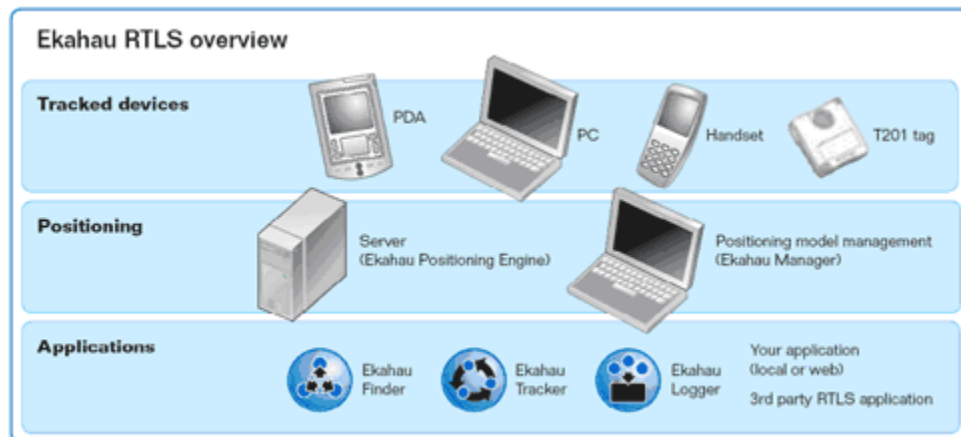 Ekahau RTLS overview
Tracked devices
PDA
PC
Handset
T201 tag
Positioning
Server
(Ekahau Positioning Engine)
Positioning model management
(Ekahau Manager)
Applications
Ekahau
Finder
Ekahau
Tracker
Ekahau
Logger
Your application
(local or web)
3rd party RTLS application